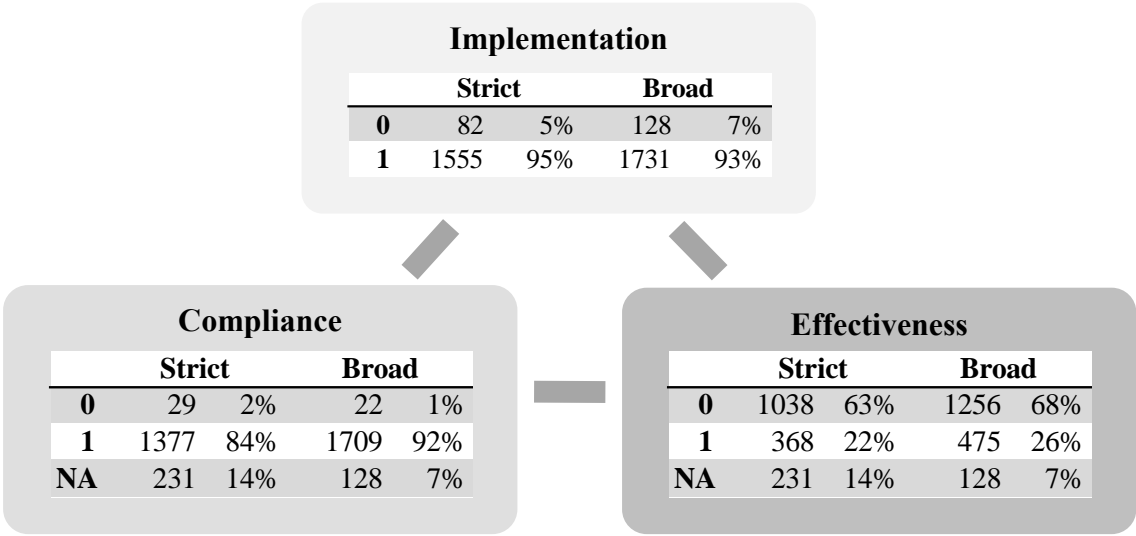 Implementation
Strict Broad
0 82 5% 128 7%
1 1555 95% 1731 93%
Compliance
Strict Broad
0 29 2% 22 1%
1 1377 84% 1709 92%
NA 231 14% 128 7%
Effectiveness
Strict Broad
0 1038 63% 1256 68%
1 368 22% 475 26%
NA 231 14% 128 7%